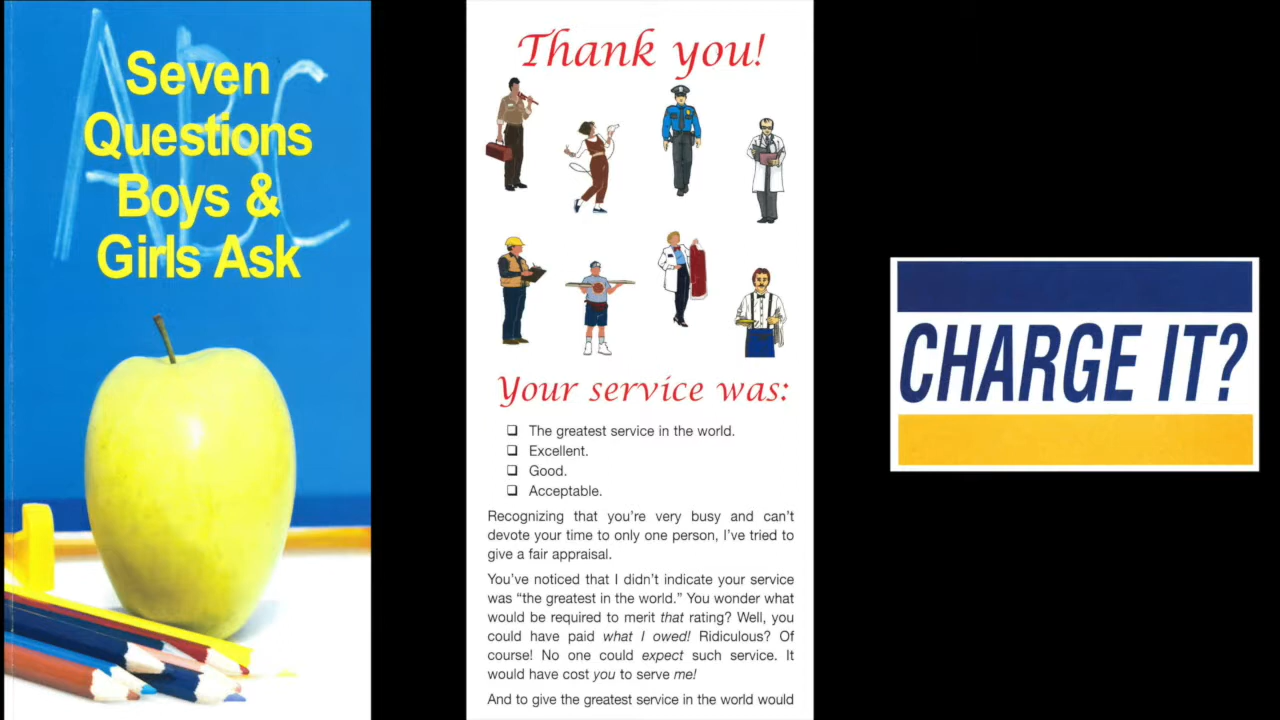 ABC
Seven
Questions
Boys &
Girls Ask
Thank you!
Your service was:
❑ The greatest service in the world.
❑ Excellent.
❑ Good.
❑ Acceptable.
Recognizing that you’re very busy and can’t
devote your time to only one person, I’ve tried to
give a fair appraisal.
You’ve noticed that I didn’t indicate your service
was “the greatest in the world.” You wonder what
would be required to merit that rating? Well, you
could have paid what I owed! Ridiculous? Of
course! No one could expect such service. It
would have cost you to serve me!
And to give the greatest service in the world would
CHARGE IT?